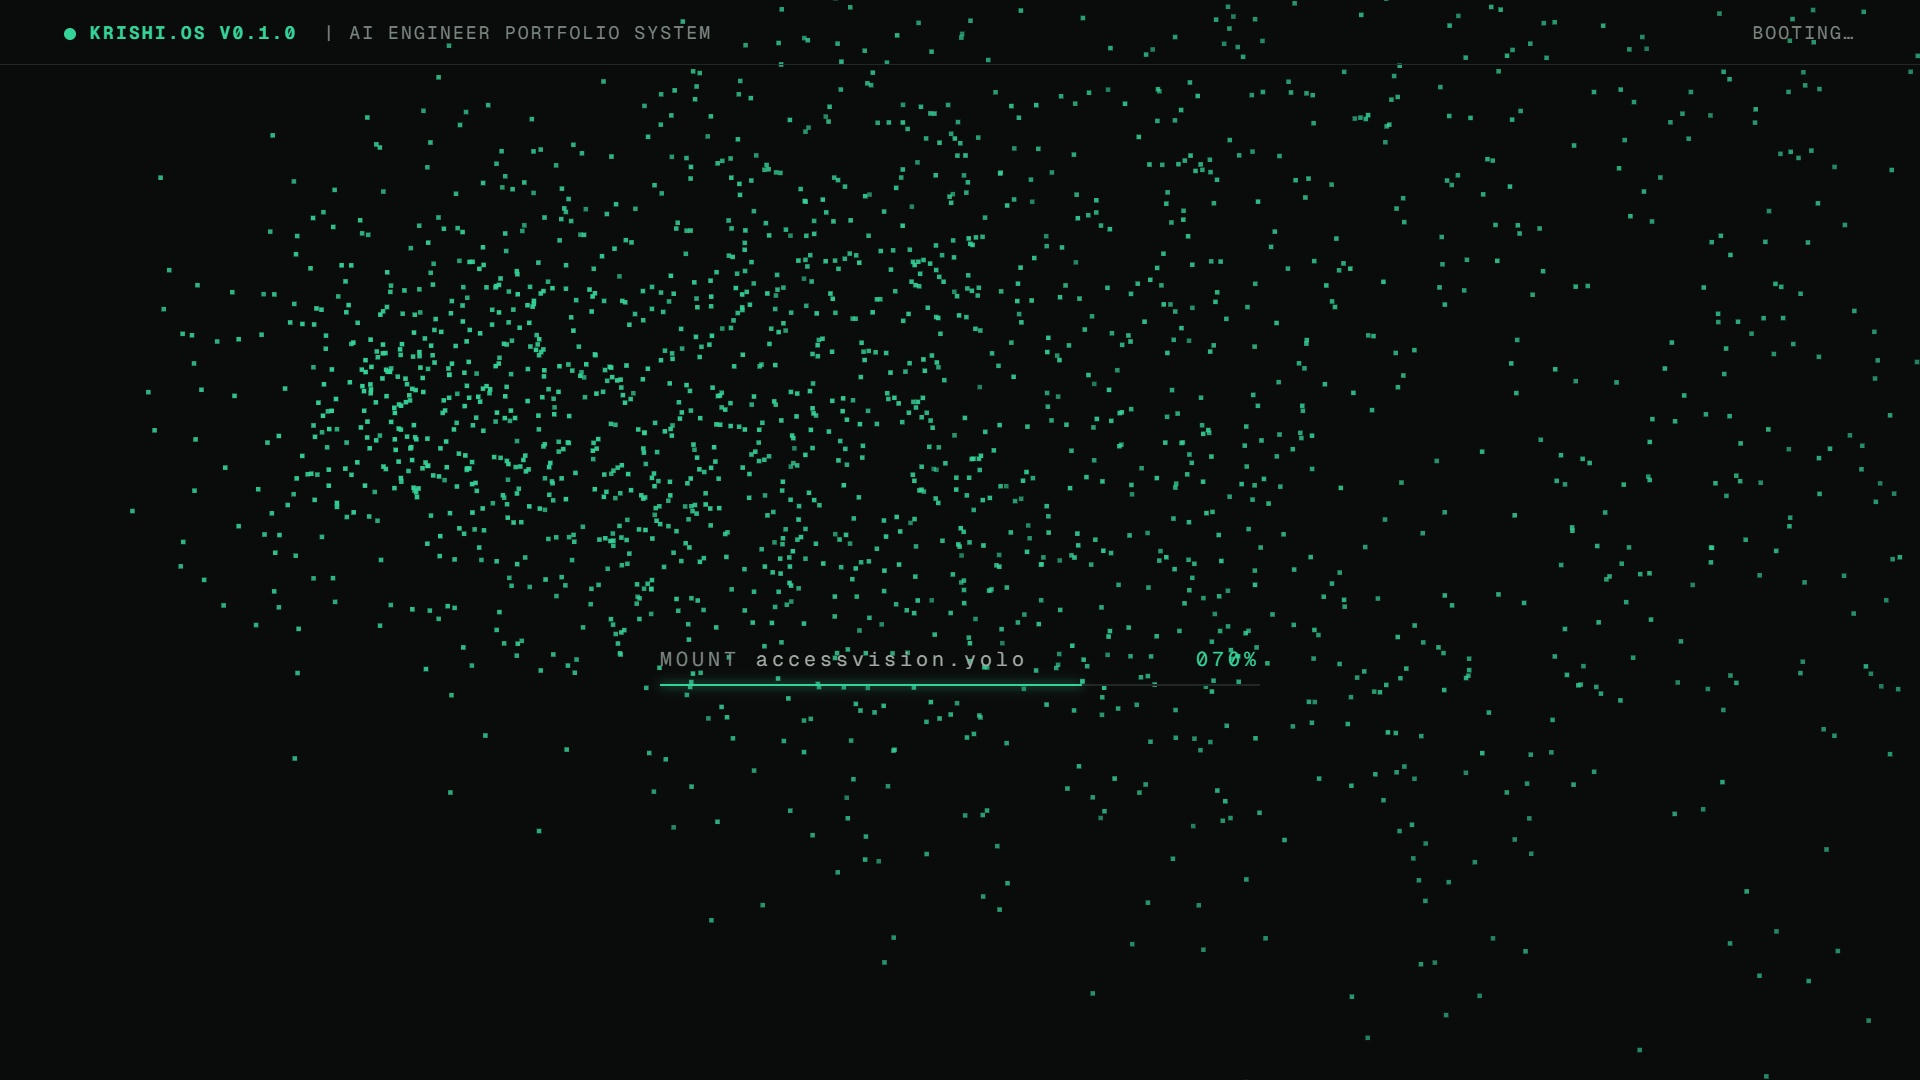 KRISHI.OS V0.1.0 | AI ENGINEER PORTFOLIO SYSTEM
BOOTING…
MOUNT accessvision.yolo 070%